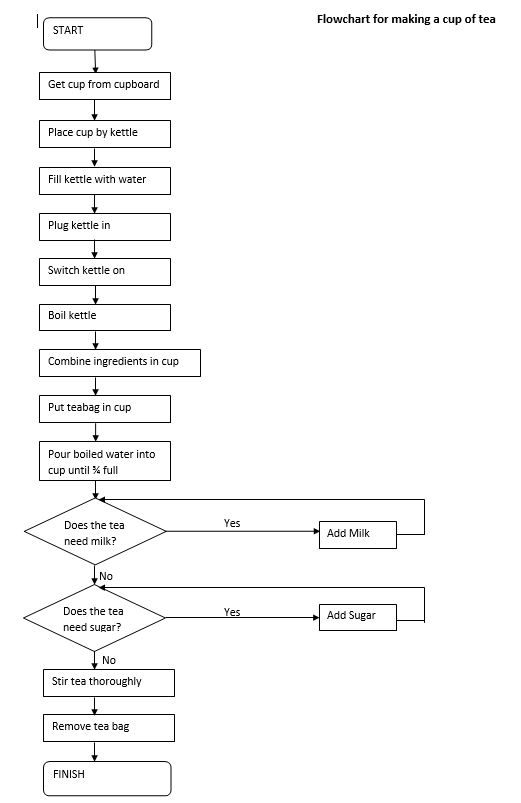 Flowchart for making a cup of tea
START
Get cup from cupboard
Place cup by kettle
Fill kettle with water
Plug kettle in
Switch kettle on
Boil kettle
Combine ingredients in cup
Put teabag in cup
Pour boiled water into
cup until ¾ full
Does the tea
need milk?
Yes
Add Milk
No
Does the tea
need sugar?
Yes
Add Sugar
No
Stir tea thoroughly
Remove tea bag
FINISH